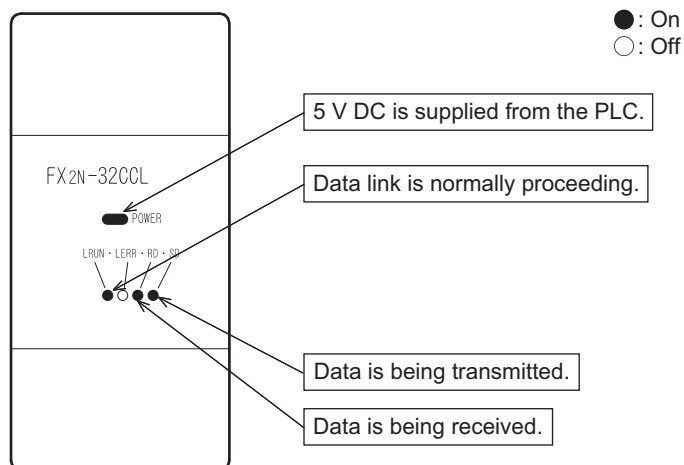 ●: On
○: Off
5 V DC is supplied from the PLC.
FX2N-32CCL
Data link is normally proceeding.
POWER
LRUN・LERR・RD・SD
Data is being transmitted.
Data is being received.